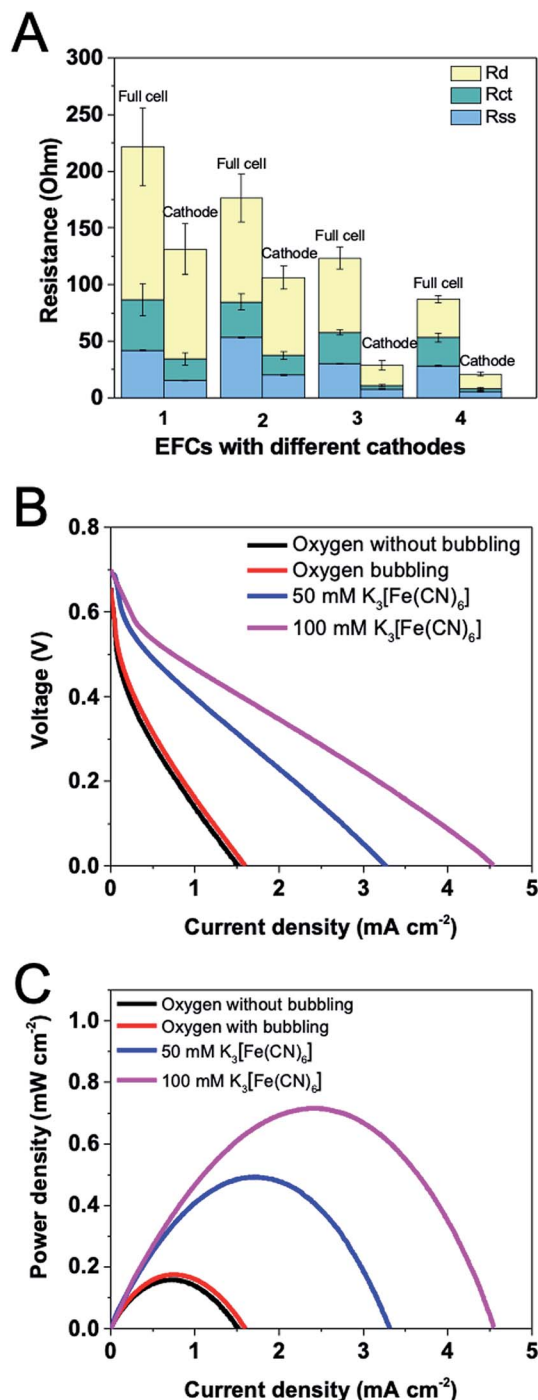 A
300
250
200
150
100
50
0
Resistance (Ohm)
Rd
Rct
Rss
Full cell
Cathode
Full cell
Cathode
Full cell
Cathode
Full cell
Cathode
1 2 3 4
EFCs with different cathodes
B
0.8
0.6
0.4
0.2
0.0
Voltage (V)
Oxygen without bubbling
Oxygen bubbling
50 mM K₃[Fe(CN)₆]
100 mM K₃[Fe(CN)₆]
0 1 2 3 4 5
Current density (mA cm⁻²)
C
1.0
0.8
0.6
0.4
0.2
0.0
Power density (mW cm⁻²)
Oxygen without bubbling
Oxygen with bubbling
50 mM K₃[Fe(CN)₆]
100 mM K₃[Fe(CN)₆]
0 1 2 3 4 5
Current density (mA cm⁻²)